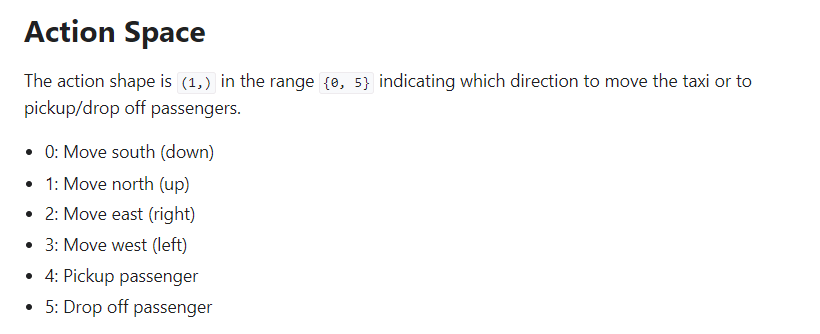 Action Space
The action shape is (1,) in the range {0, 5} indicating which direction to move the taxi or to
pickup/drop off passengers.
• 0: Move south (down)
• 1: Move north (up)
• 2: Move east (right)
• 3: Move west (left)
• 4: Pickup passenger
• 5: Drop off passenger